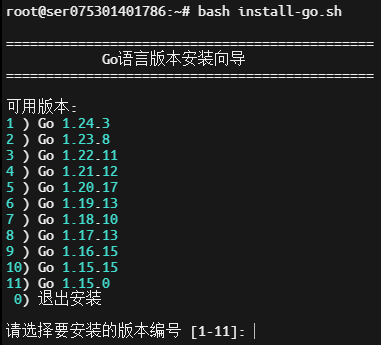 root@ser075301401786:~# bash install-go.sh
==============================================
Go语言版本安装向导
==============================================
可用版本:
1 ) Go 1.24.3
2 ) Go 1.23.8
3 ) Go 1.22.11
4 ) Go 1.21.12
5 ) Go 1.20.17
6 ) Go 1.19.13
7 ) Go 1.18.10
8 ) Go 1.17.13
9 ) Go 1.16.15
10) Go 1.15.15
11) Go 1.15.0
0) 退出安装
请选择要安装的版本编号 [1-11]: